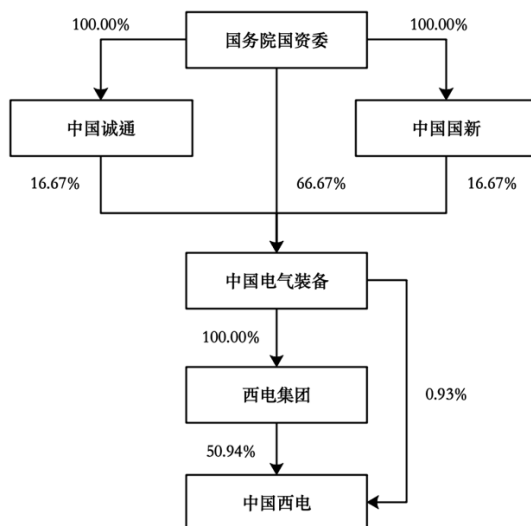 100.00%
国务院国资委
100.00%
中国诚通
中国国新
16.67%
66.67%
16.67%
中国电气装备
100.00%
西电集团
0.93%
50.94%
中国西电